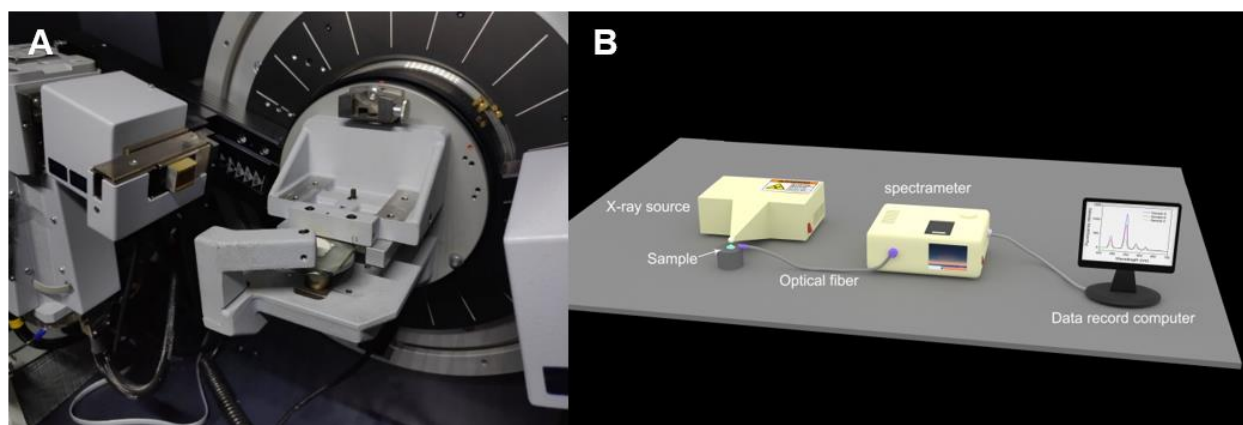 A
B
X-ray source
spectrameter
Sample
Optical fiber
Data record computer